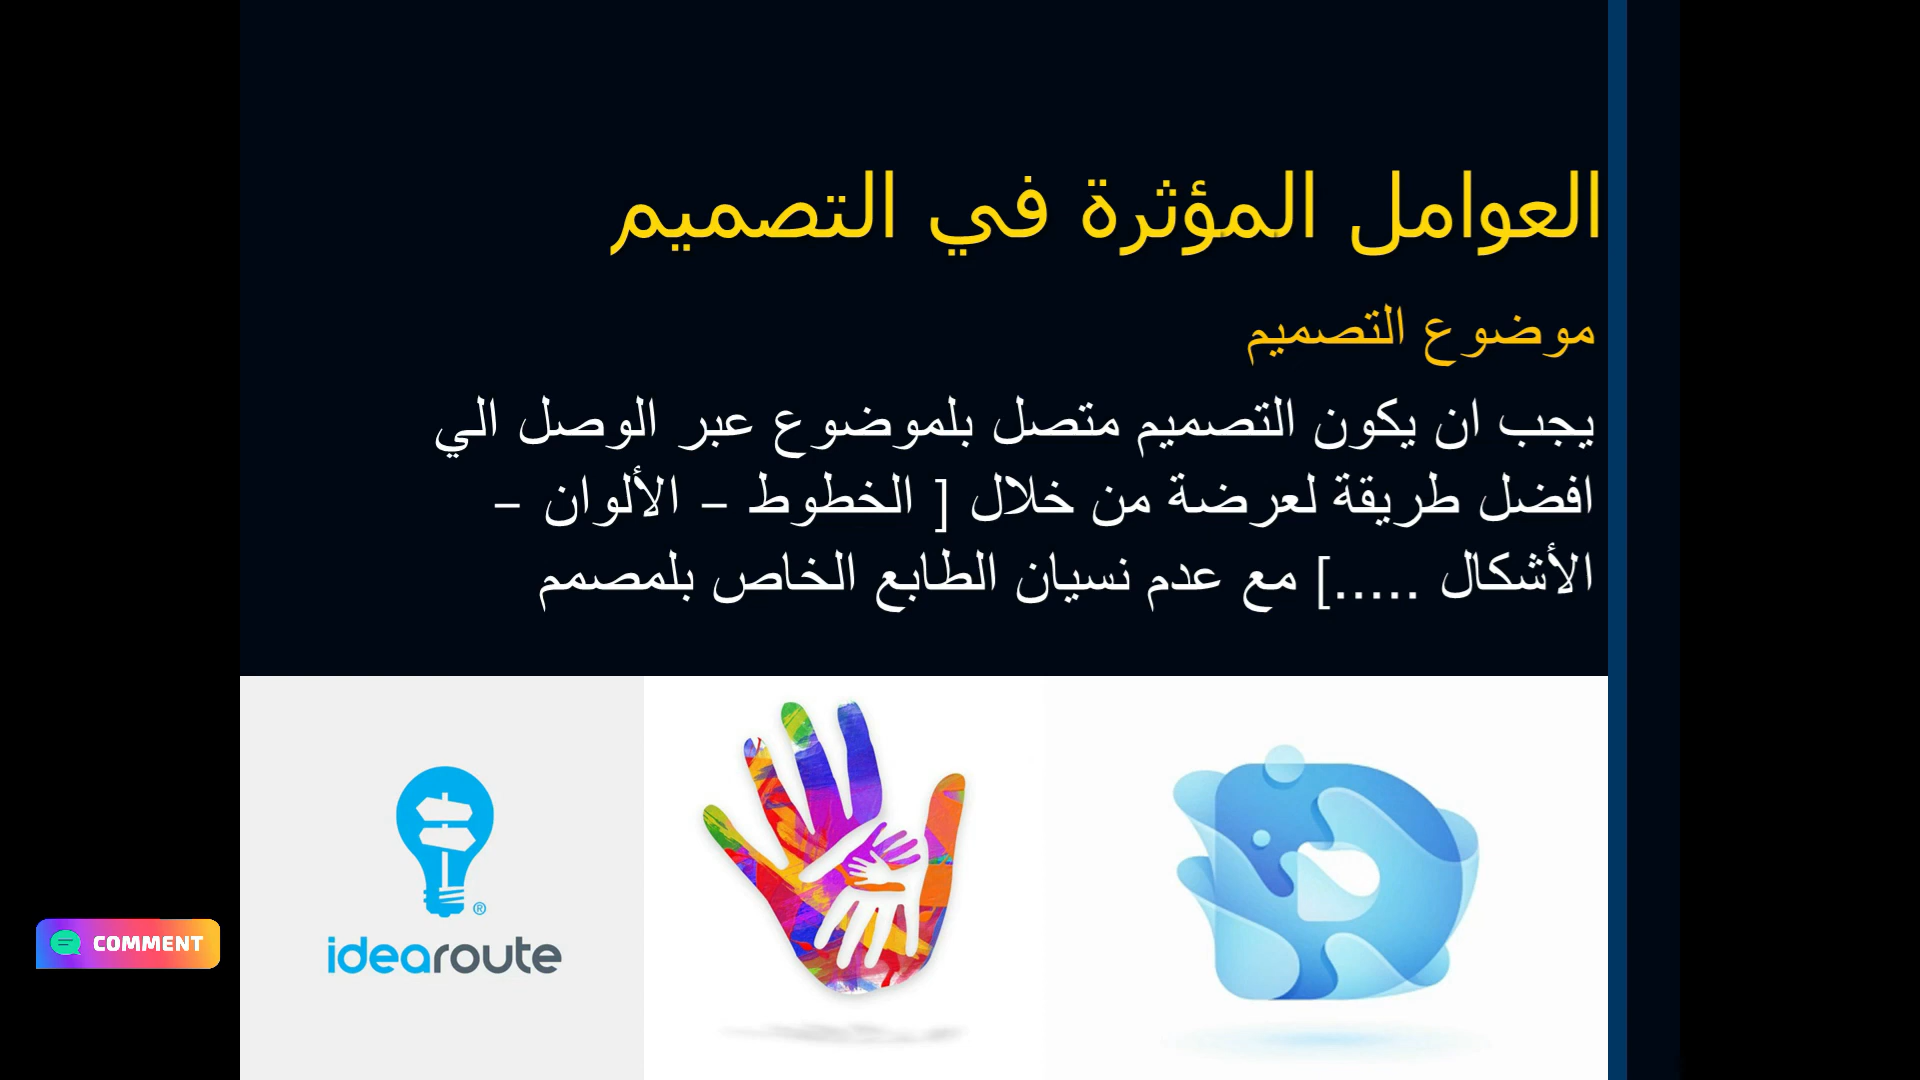 العوامل المؤثرة في التصميم
موضوع التصميم
يجب ان يكون التصميم متصل بلموضوع عبر الوصل الي
افضل طريقة لعرضة من خلال [ الخطوط – الألوان –
الأشكال .....] مع عدم نسيان الطابع الخاص بلمصمم
®
idearoute
COMMENT